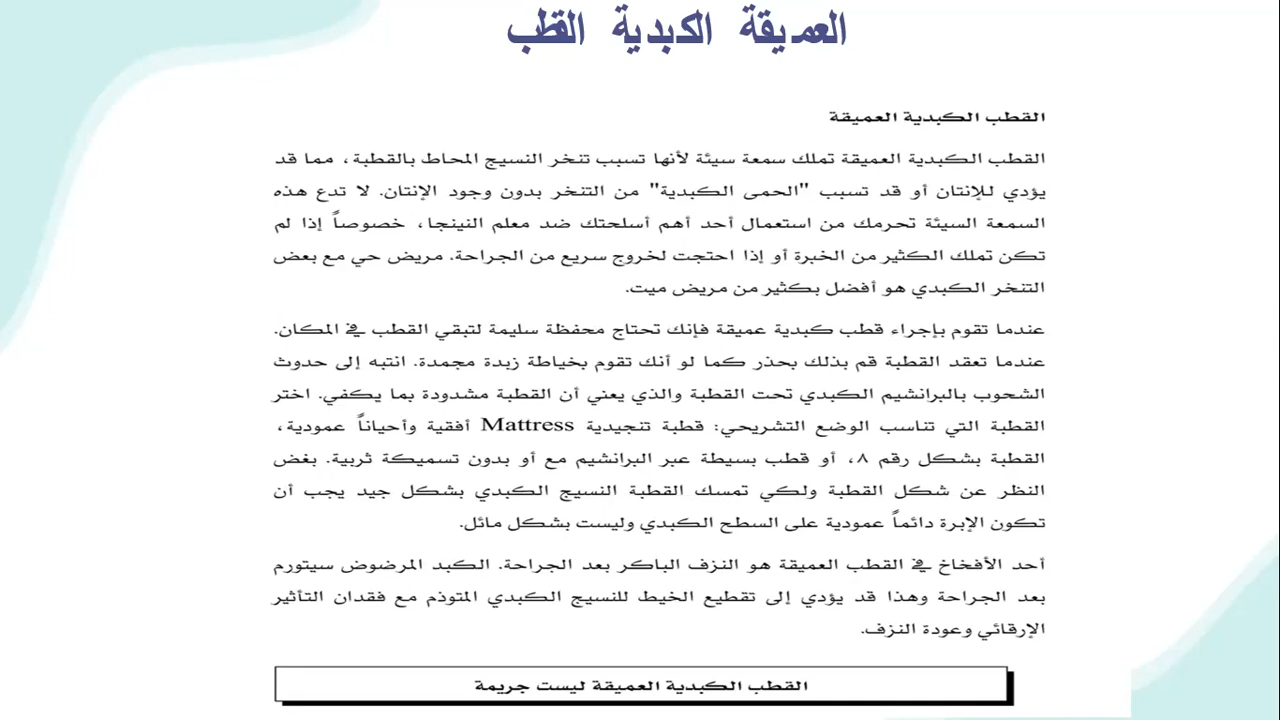 العميقة الكبدية القطب
القطب الكبدية العميقة
القطب الكبدية العميقة تملك سمعة سيئة لأنها تسبب تنخر النسيج المحاط بالقطبة، مما قد
يؤدي للإنتان أو قد تسبب "الحمى الكبدية" من التنخر بدون وجود الإنتان. لا تدع هذه
السمعة السيئة تحرمك من استعمال أحد أهم أسلحتك ضد معلم النينجا، خصوصاً إذا لم
تكن تملك الكثير من الخبرة أو إذا احتجت لخروج سريع من الجراحة. مريض حي مع بعض
التنخر الكبدي هو أفضل بكثير من مريض ميت.
عندما تقوم بإجراء قطب كبدية عميقة فإنك تحتاج محفظة سليمة لتبقي القطب في المكان.
عندما تعقد القطبة قم بذلك بحذر كما لو أنك تقوم بخياطة زبدة مجمدة. انتبه إلى حدوث
الشحوب بالبرانشيم الكبدي تحت القطبة والذي يعني أن القطبة مشدودة بما يكفي. اختر
القطبة التي تناسب الوضع التشريحي: قطبة تنجيدية Mattress أفقية وأحياناً عمودية،
القطبة بشكل رقم ٨، أو قطب بسيطة عبر البرانشيم مع أو بدون تسميكة ثربية. بغض
النظر عن شكل القطبة ولكي تمسك القطبة النسيج الكبدي بشكل جيد يجب أن
تكون الإبرة دائماً عمودية على السطح الكبدي وليست بشكل مائل.
أحد الأفخاخ في القطب العميقة هو النزف الباكر بعد الجراحة. الكبد المرضوض سيتورم
بعد الجراحة وهذا قد يؤدي إلى تقطيع الخيط للنسيج الكبدي المتوذم مع فقدان التأثير
الإرقائي وعودة النزف.
القطب الكبدية العميقة ليست جريمة